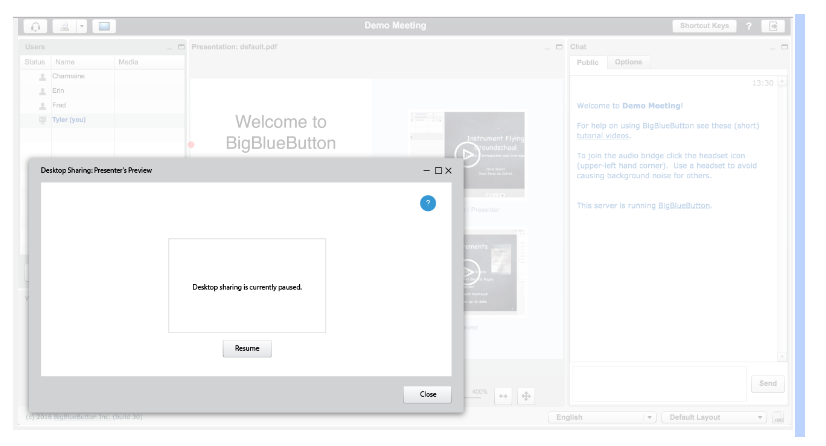 Demo Meeting
Shortcut Keys
?
Users
Status Name Media
Charmaine
Erin
Fred
Tyler (you)
Presentation: default.pdf
Welcome to
BigBlueButton
Instrument Flying
Groundschool
Desktop Sharing: Presenter's Preview
?
Desktop sharing is currently paused.
Resume
Close
400%
Chat
Public Options
13:30
Welcome to Demo Meeting!
For help on using BigBlueButton see these (short)
tutorial videos.
To join the audio bridge click the headset icon
(upper-left hand corner). Use a headset to avoid
causing background noise for others.
This server is running BigBlueButton.
Send
(c) 2016 BigBlueButton Inc. (build 30)
English
Default Layout